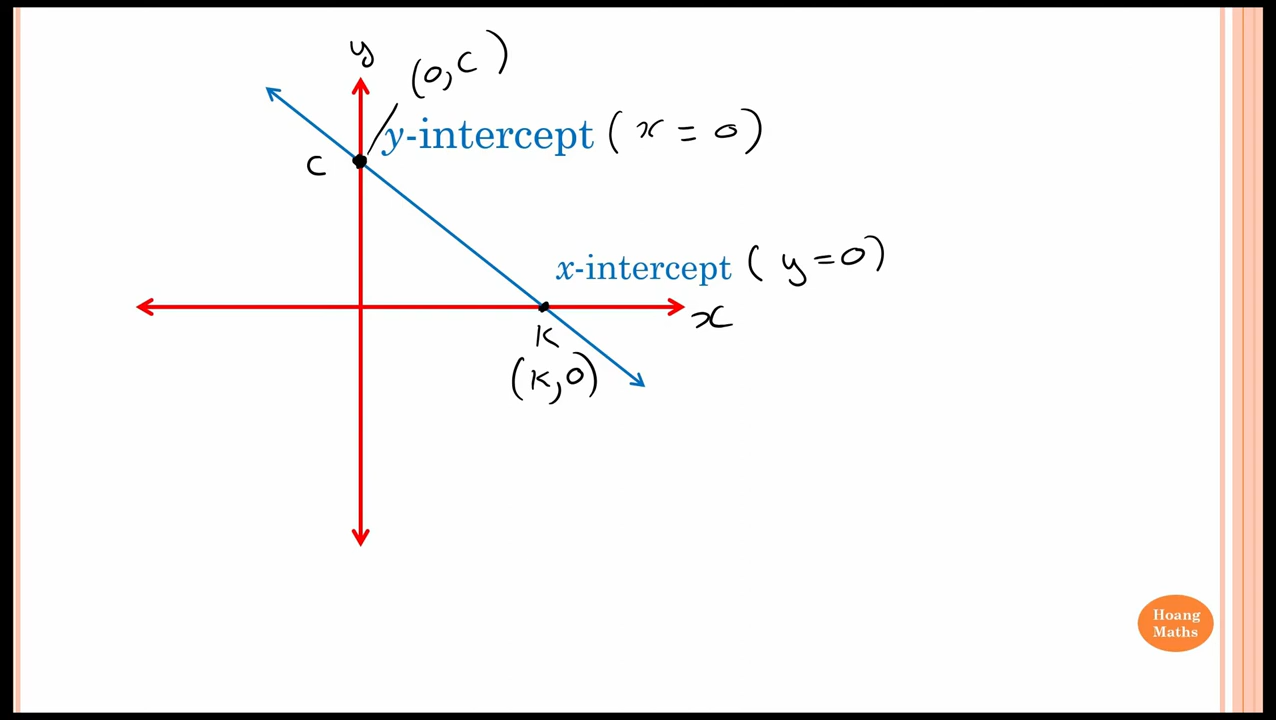 y
(0, C)
y-intercept (x = 0)
C
x-intercept (y = 0)
x
K
(K, 0)
Hoang
Maths